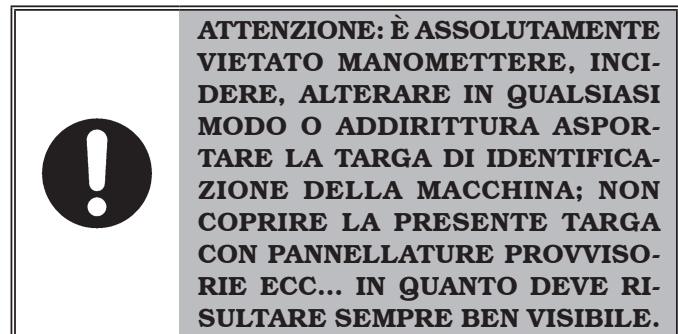 ATTENZIONE: È ASSOLUTAMENTE
VIETATO MANOMETTERE, INCI-
DERE, ALTERARE IN QUALSIASI
MODO O ADDIRITTURA ASPOR-
TARE LA TARGA DI IDENTIFICA-
ZIONE DELLA MACCHINA; NON
COPRIRE LA PRESENTE TARGA
CON PANNELLATURE PROVVISO-
RIE ECC... IN QUANTO DEVE RI-
SULTARE SEMPRE BEN VISIBILE.